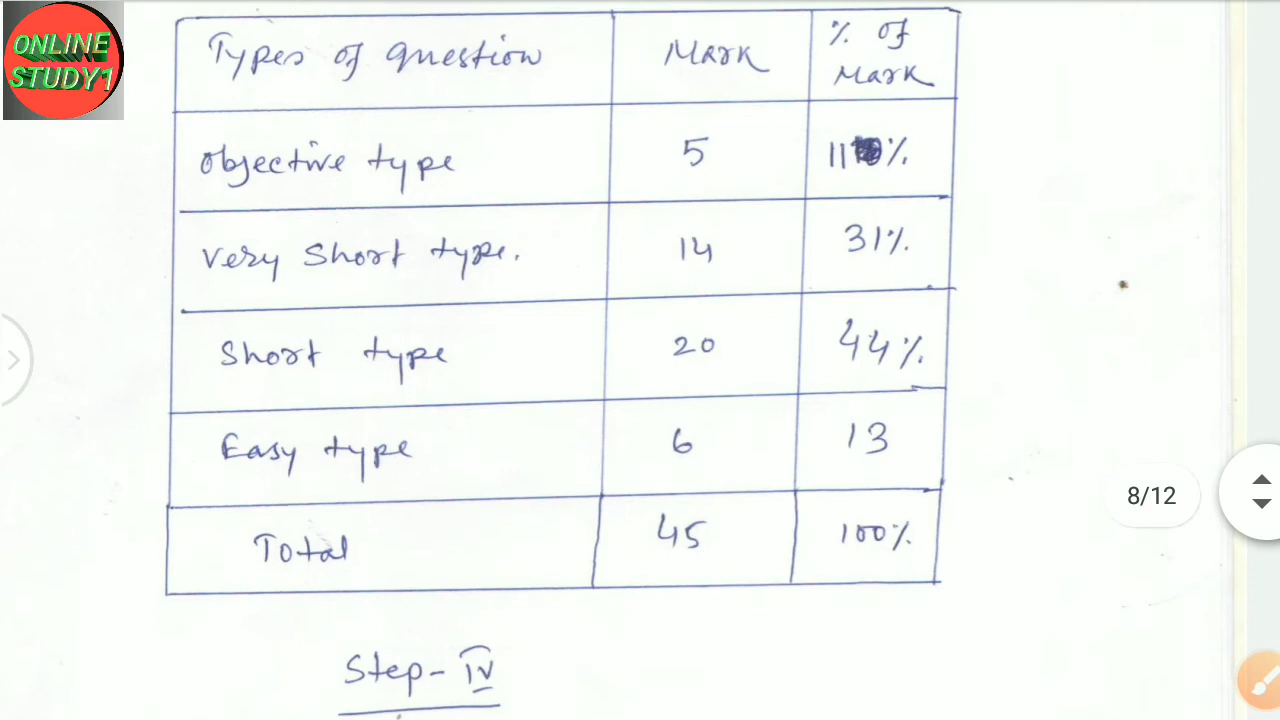 ONLINE
STUDY1
Types of question Mark % of Mark
Objective type 5 11%
Very Short type. 14 31%
Short type 20 44%
Easy type 6 13
Total 45 100%
8/12
Step-IV